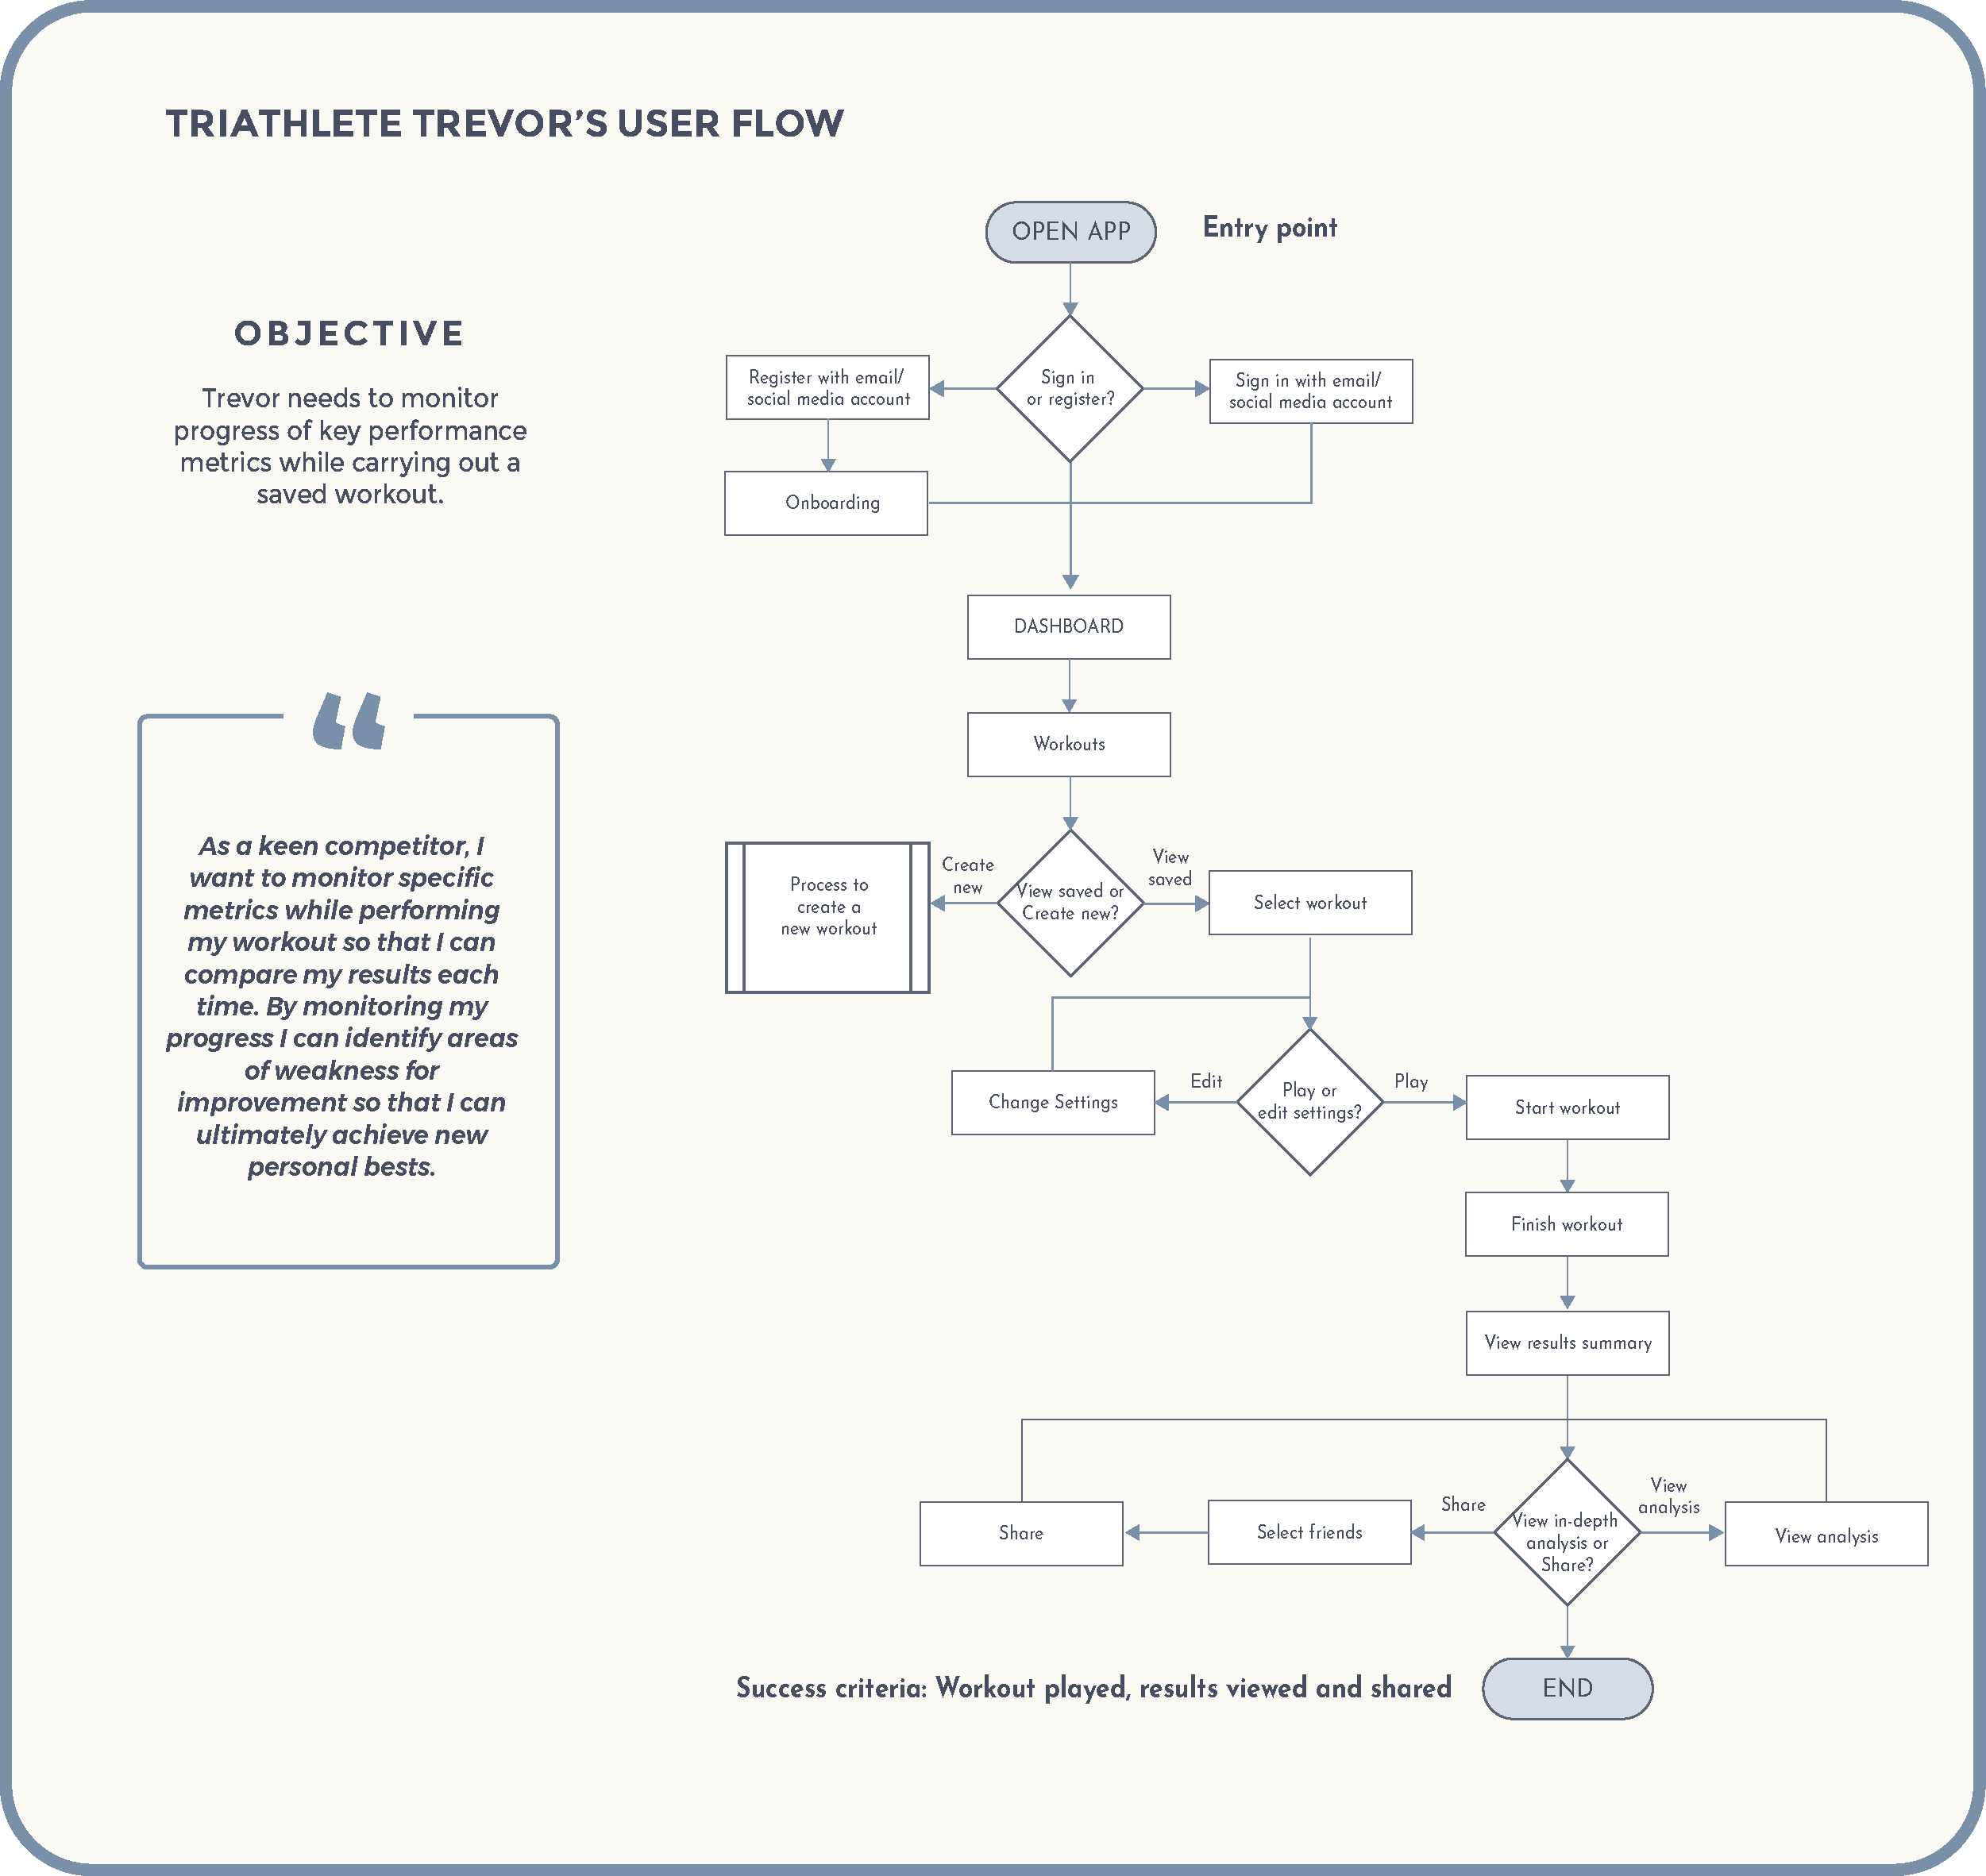 TRIATHLETE TREVOR'S USER FLOW
OPEN APP
Entry point
OBJECTIVE
Trevor needs to monitor
progress of key performance
metrics while carrying out a
saved workout.
Register with email/
social media account
Sign in
or register?
Sign in with email/
social media account
Onboarding
DASHBOARD
Workouts
“
As a keen competitor, I
want to monitor specific
metrics while performing
my workout so that I can
compare my results each
time. By monitoring my
progress I can identify areas
of weakness for
improvement so that I can
ultimately achieve new
personal bests.
Process to
create a
new workout
Create
new
View saved or
Create new?
View
saved
Select workout
Change Settings
Edit
Play or
edit settings?
Play
Start workout
Finish workout
View results summary
Share
Select friends
Share
View in-depth
analysis or
Share?
View
analysis
View analysis
Success criteria: Workout played, results viewed and shared
END